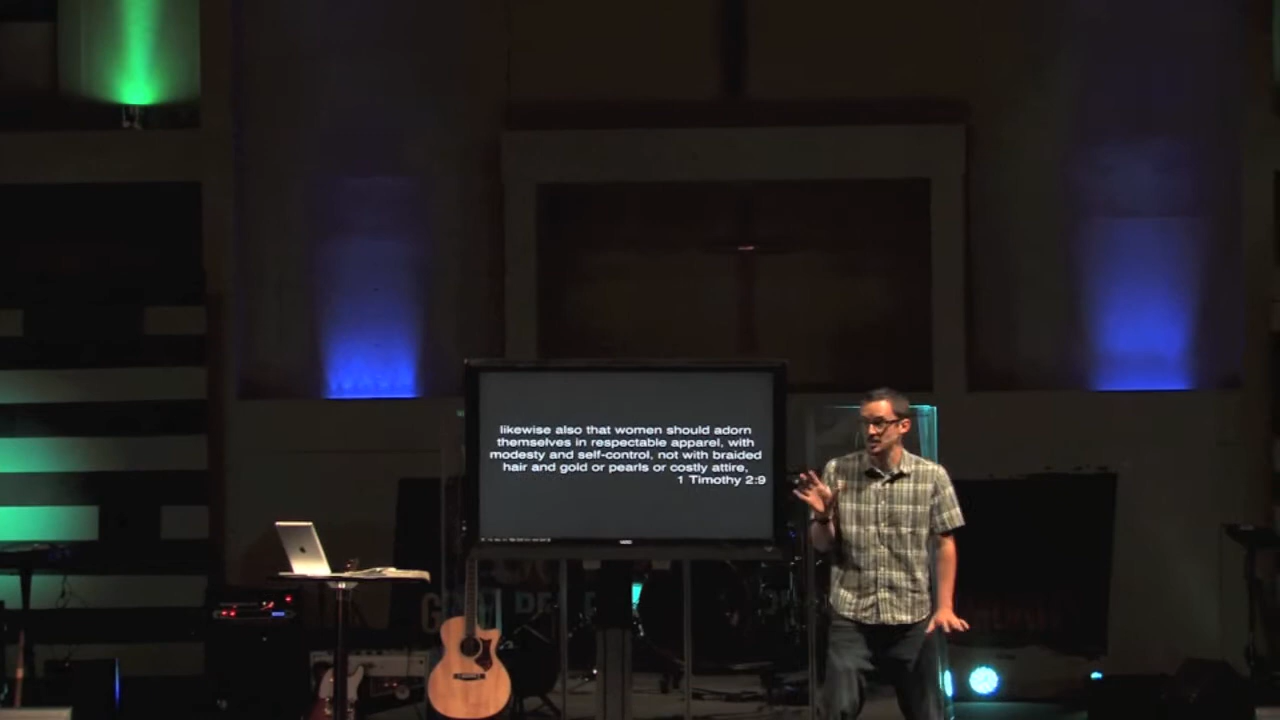 likewise also that women should adorn
themselves in respectable apparel, with
modesty and self-control, not with braided
hair and gold or pearls or costly attire,
1 Timothy 2:9
VIZIO